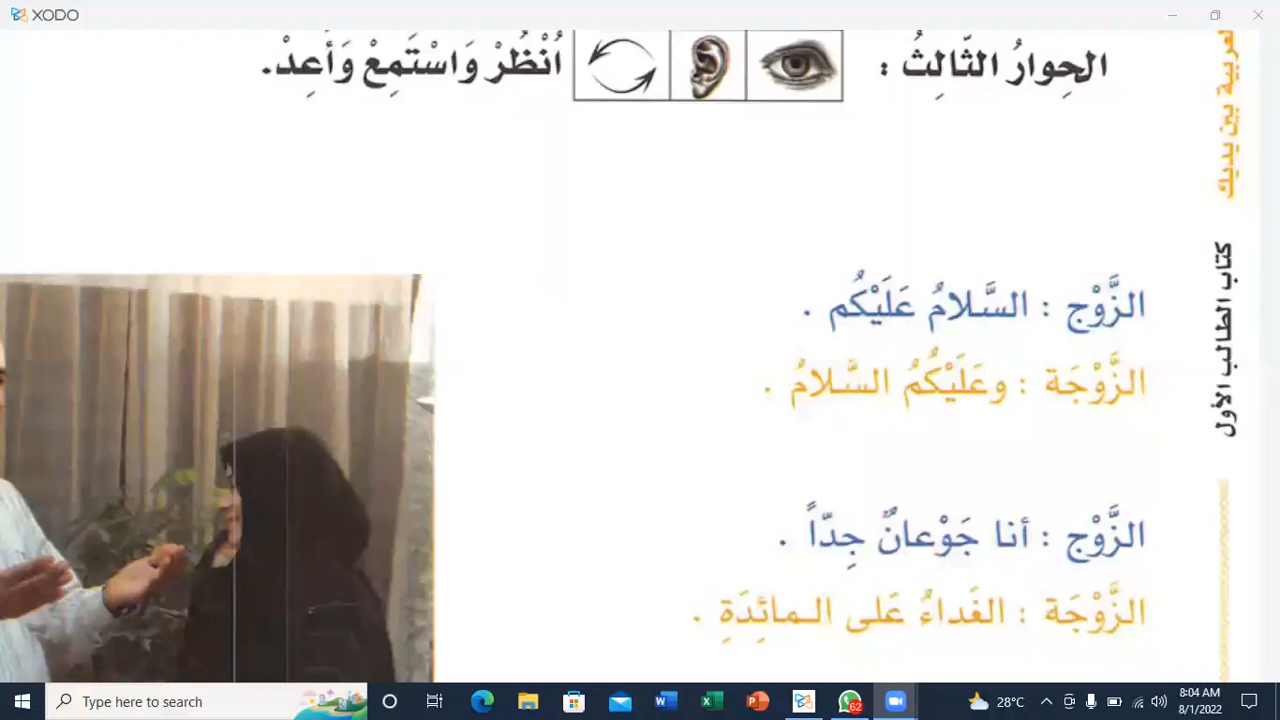 XODO
الحِوارُ الثّالِثُ : اُنْظُرْ وَاسْتَمِعْ وَأَعِدْ.
الزَّوْج : السَّلامُ عَلَيْكُم .
الزَّوْجَة : وعَلَيْكُمُ السَّلامُ .
الزَّوْج : أنا جَوْعانٌ جِدّاً .
الزَّوْجَة : الغَداءُ عَلى المائِدَةِ .
العربية بين يديك
كتاب الطالب الأول
Type here to search
62
28°C
8:04 AM
8/1/2022